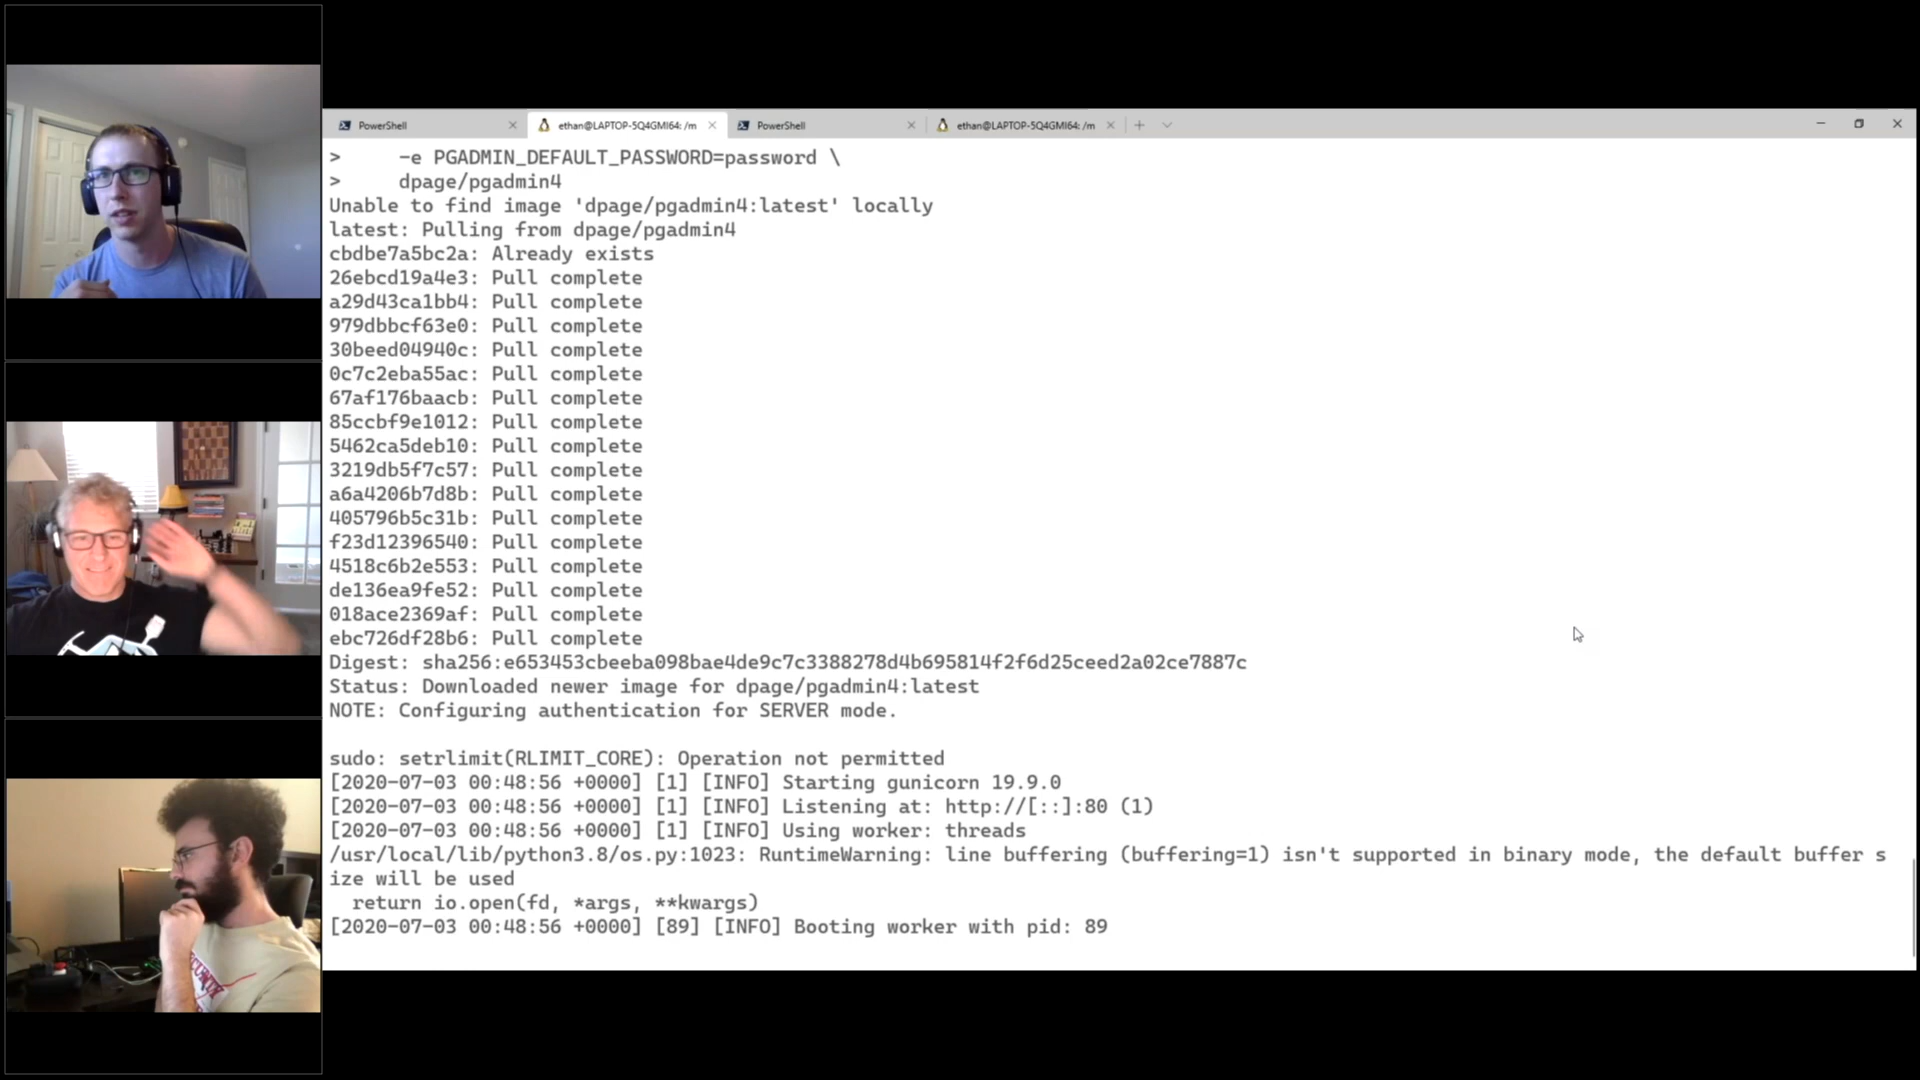 PowerShell
ethan@LAPTOP-5Q4GMI64: /m
PowerShell
ethan@LAPTOP-5Q4GMI64: /m
>     -e PGADMIN_DEFAULT_PASSWORD=password \
>     dpage/pgadmin4
Unable to find image 'dpage/pgadmin4:latest' locally
latest: Pulling from dpage/pgadmin4
cbdbe7a5bc2a: Already exists
26ebcd19a4e3: Pull complete
a29d43ca1bb4: Pull complete
979dbbcf63e0: Pull complete
30beed04940c: Pull complete
0c7c2eba55ac: Pull complete
67af176baacb: Pull complete
85ccbf9e1012: Pull complete
5462ca5deb10: Pull complete
3219db5f7c57: Pull complete
a6a4206b7d8b: Pull complete
405796b5c31b: Pull complete
f23d12396540: Pull complete
4518c6b2e553: Pull complete
de136ea9fe52: Pull complete
018ace2369af: Pull complete
ebc726df28b6: Pull complete
Digest: sha256:e653453cbeeba098bae4de9c7c3388278d4b695814f2f6d25ceed2a02ce7887c
Status: Downloaded newer image for dpage/pgadmin4:latest
NOTE: Configuring authentication for SERVER mode.
sudo: setrlimit(RLIMIT_CORE): Operation not permitted
[2020-07-03 00:48:56 +0000] [1] [INFO] Starting gunicorn 19.9.0
[2020-07-03 00:48:56 +0000] [1] [INFO] Listening at: http://[::]:80 (1)
[2020-07-03 00:48:56 +0000] [1] [INFO] Using worker: threads
/usr/local/lib/python3.8/os.py:1023: RuntimeWarning: line buffering (buffering=1) isn't supported in binary mode, the default buffer s
ize will be used
  return io.open(fd, *args, **kwargs)
[2020-07-03 00:48:56 +0000] [89] [INFO] Booting worker with pid: 89